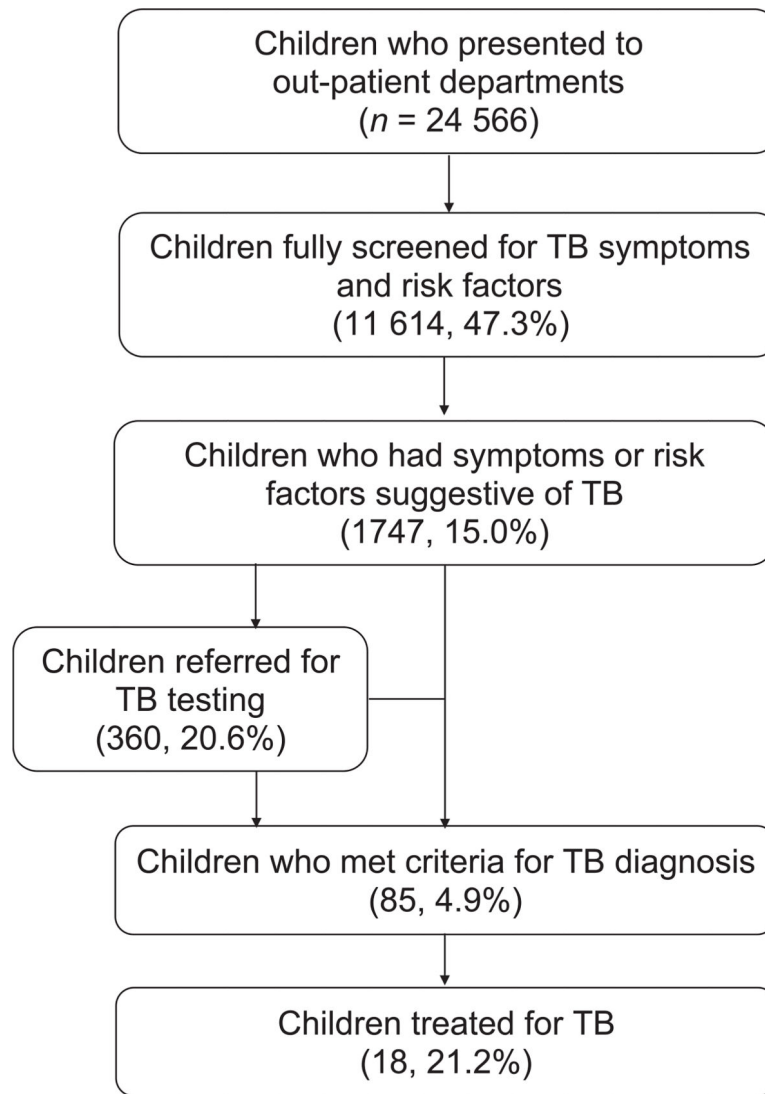 Children who presented to
out-patient departments
(n = 24 566)
Children fully screened for TB symptoms
and risk factors
(11 614, 47.3%)
Children who had symptoms or risk
factors suggestive of TB
(1747, 15.0%)
Children referred for
TB testing
(360, 20.6%)
Children who met criteria for TB diagnosis
(85, 4.9%)
Children treated for TB
(18, 21.2%)